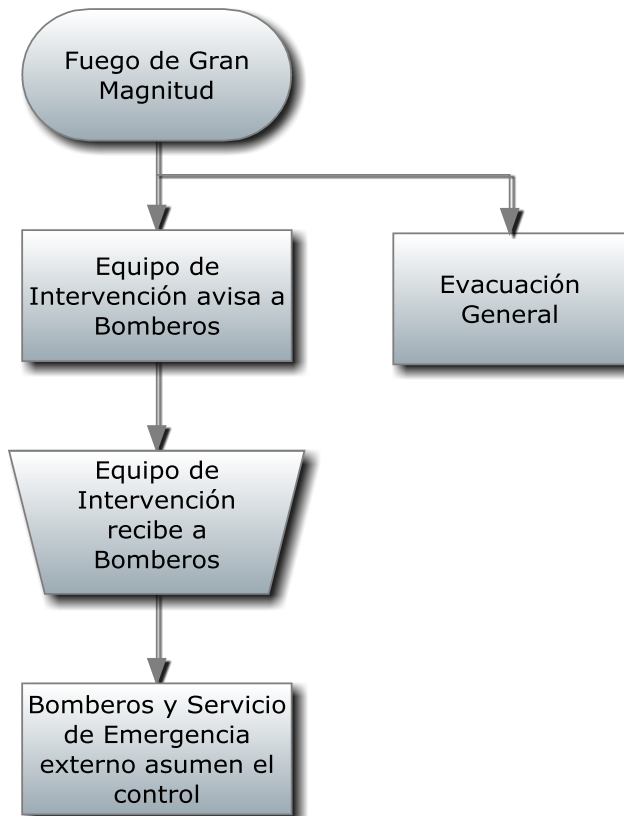 Fuego de Gran
Magnitud
Equipo de
Intervención avisa a
Bomberos
Evacuación
General
Equipo de
Intervención
recibe a
Bomberos
Bomberos y Servicio
de Emergencia
externo asumen el
control